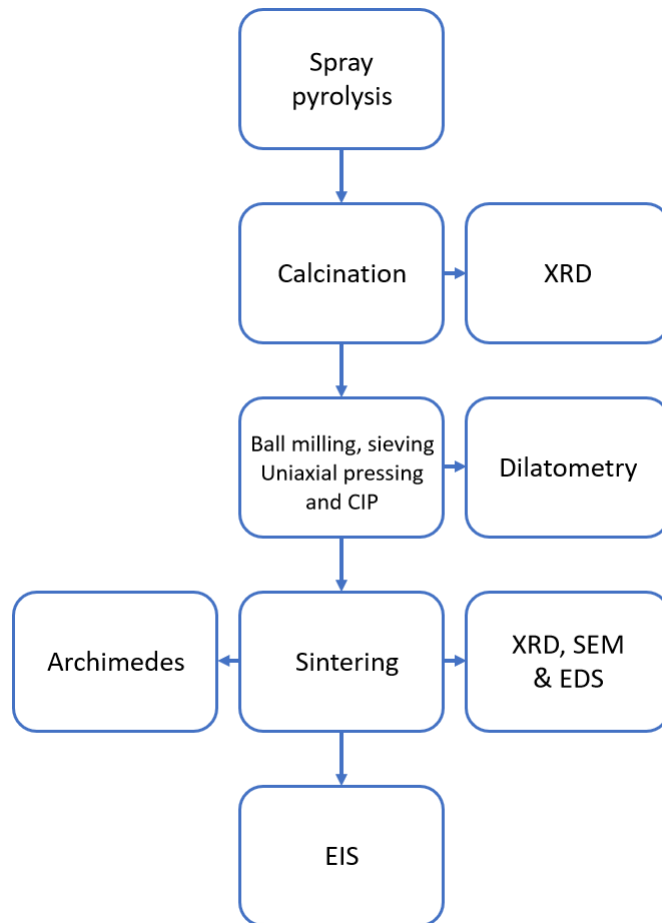 Spray
pyrolysis
Calcination
XRD
Ball milling, sieving
Uniaxial pressing
and CIP
Dilatometry
Archimedes
Sintering
XRD, SEM
& EDS
EIS